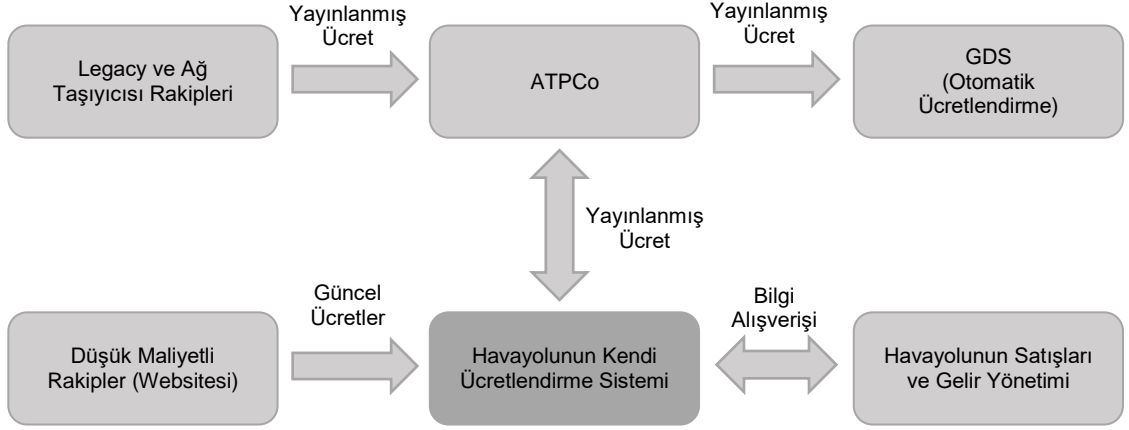 Yayınlanmış
Ücret
Yayınlanmış
Ücret
Legacy ve Ağ
Taşıyıcısı Rakipleri
ATPCo
GDS
(Otomatik
Ücretlendirme)
Yayınlanmış
Ücret
Güncel
Ücretler
Bilgi
Alışverişi
Düşük Maliyetli
Rakipler (Websitesi)
Havayolunun Kendi
Ücretlendirme Sistemi
Havayolunun Satışları
ve Gelir Yönetimi